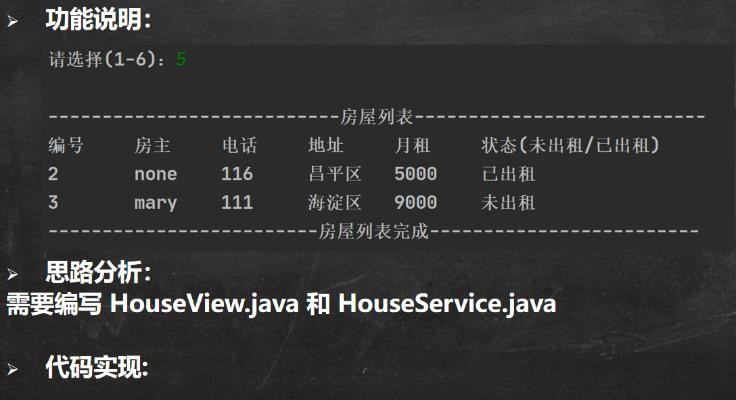 ➢ 功能说明：
请选择(1-6)：5
---------------------------房屋列表---------------------------
编号 房主 电话 地址 月租 状态(未出租/已出租)
2 none 116 昌平区 5000 已出租
3 mary 111 海淀区 9000 未出租
-------------------------房屋列表完成-------------------------
➢ 思路分析：
需要编写 HouseView.java 和 HouseService.java
➢ 代码实现: